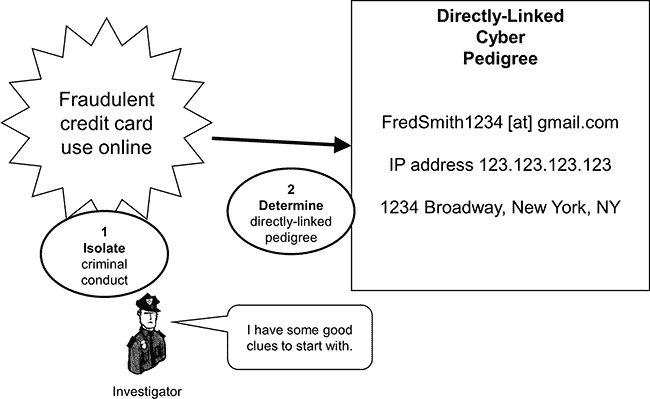 Fraudulent
credit card
use online
Directly-Linked
Cyber
Pedigree
FredSmith1234 [at] gmail.com
IP address 123.123.123.123
1234 Broadway, New York, NY
1
Isolate
criminal
conduct
2
Determine
directly-linked
pedigree
I have some good
clues to start with.
Investigator